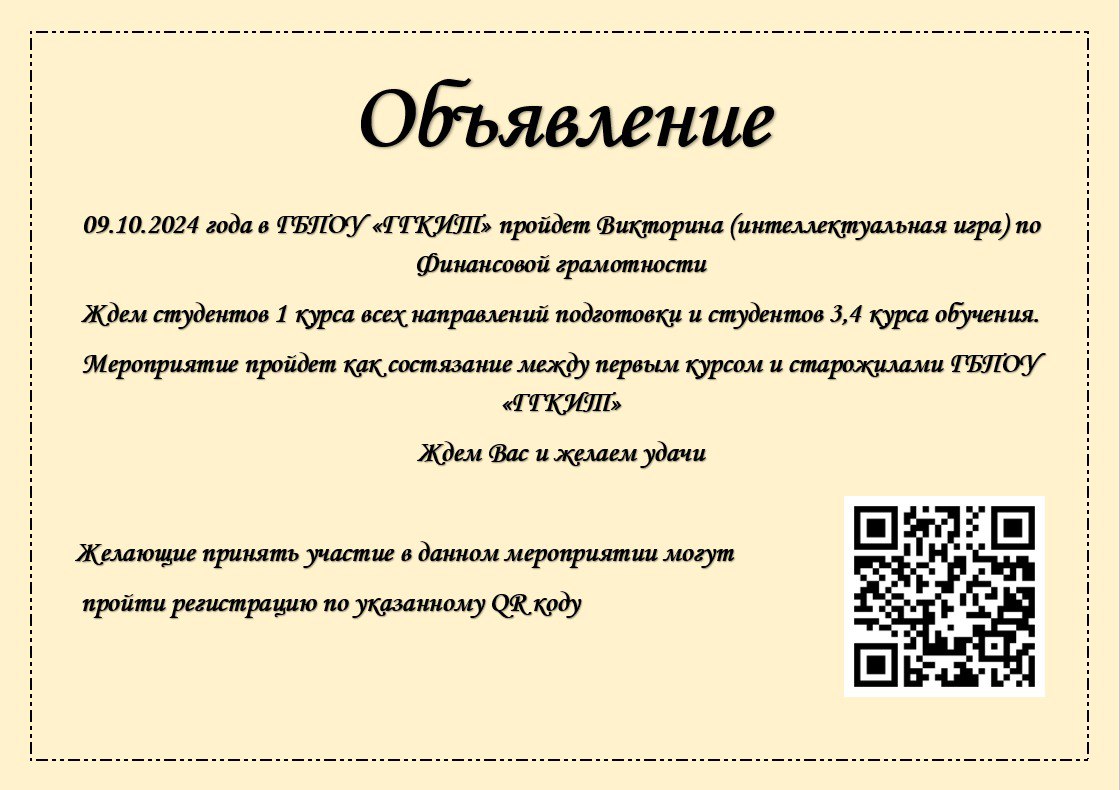 Объявление
09.10.2024 года в ГБПОУ «ГГКИТ» пройдет Викторина (интеллектуальная игра) по
Финансовой грамотности
Ждем студентов 1 курса всех направлений подготовки и студентов 3,4 курса обучения.
Мероприятие пройдет как состязание между первым курсом и старожилами ГБПОУ
«ГГКИТ»
Ждем Вас и желаем удачи
Желающие принять участие в данном мероприятии могут
пройти регистрацию по указанному QR коду